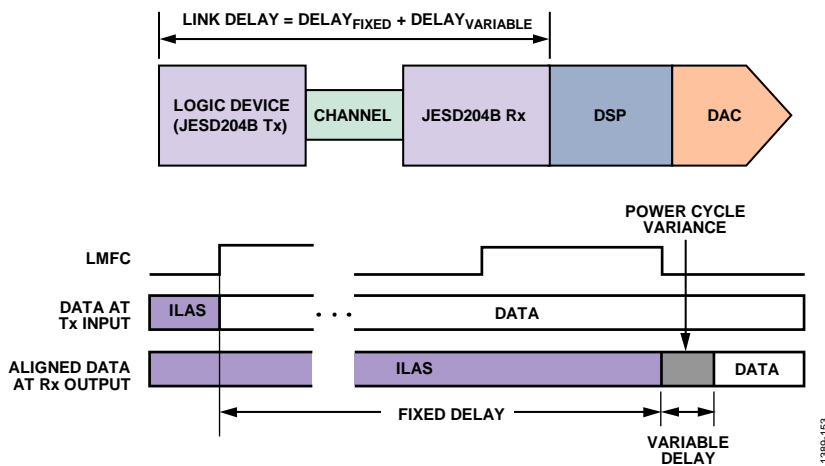 LINK DELAY = DELAYFIXED + DELAYVARIABLE
LOGIC DEVICE
(JESD204B Tx)
CHANNEL
JESD204B Rx
DSP
DAC
POWER CYCLE
VARIANCE
LMFC
DATA AT
Tx INPUT
ILAS
. . .
DATA
ALIGNED DATA
AT Rx OUTPUT
ILAS
DATA
FIXED DELAY
VARIABLE
DELAY